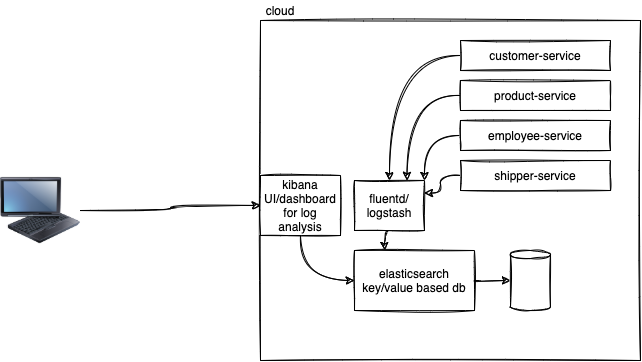 cloud
customer-service
product-service
employee-service
shipper-service
kibana
UI/dashboard
for log
analysis
fluentd/
logstash
elasticsearch
key/value based db